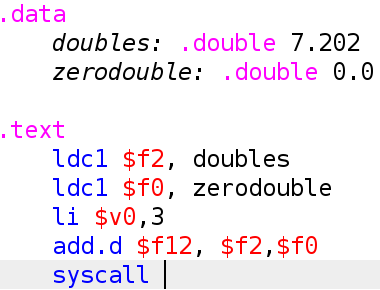 .data
    doubles: .double 7.202
    zerodouble: .double 0.0

.text
    ldc1 $f2, doubles
    ldc1 $f0, zerodouble
    li $v0,3
    add.d $f12, $f2,$f0
    syscall